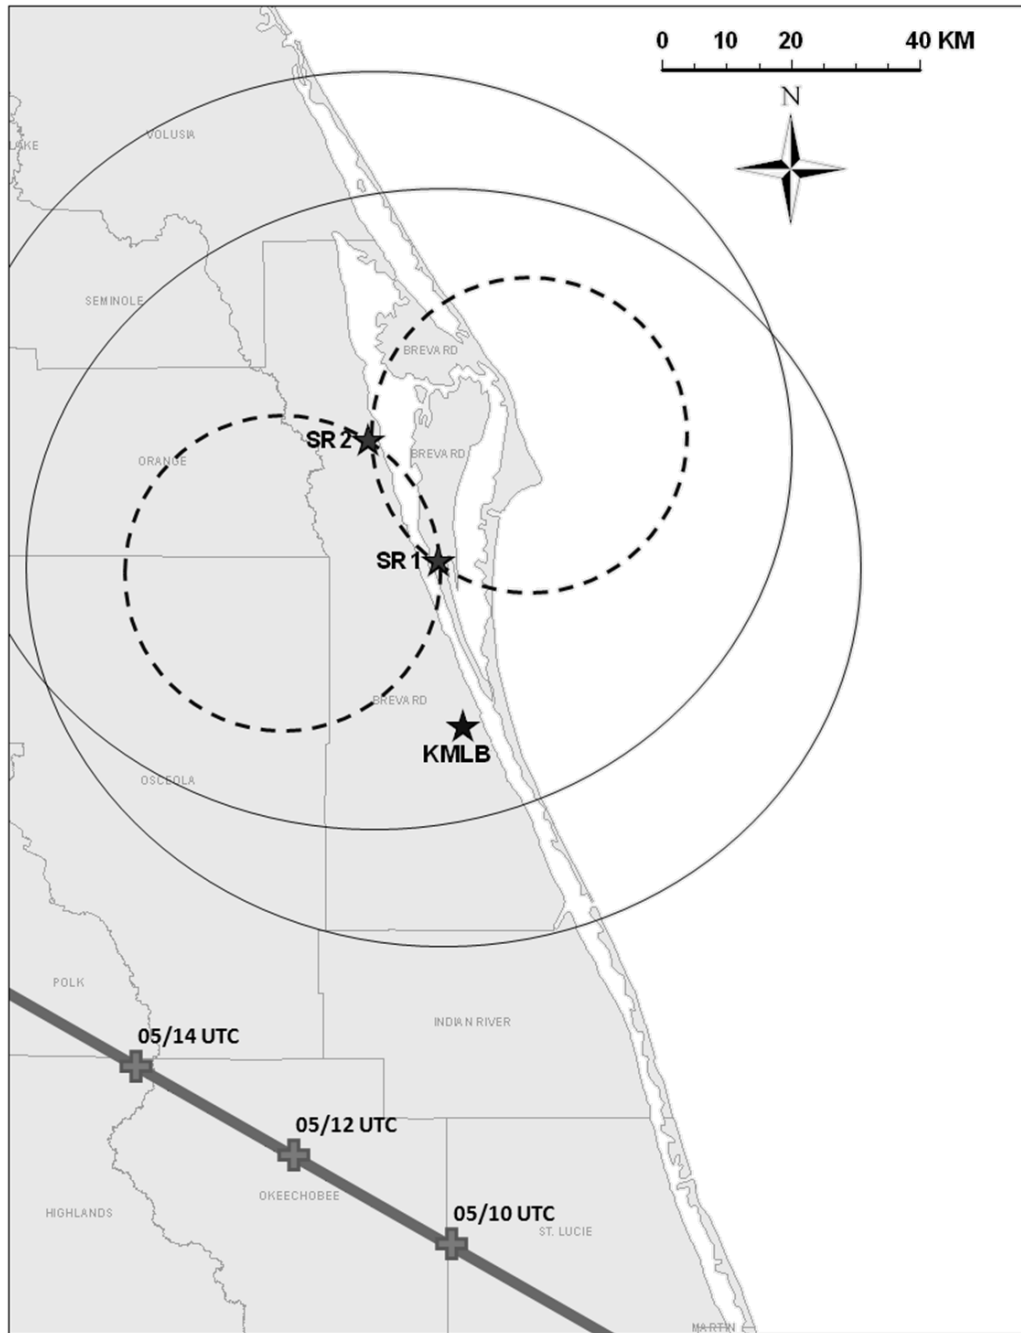 0 10 20 40 KM
N
VOLUSIA
LAKE
SEMINOLE
BREVARD
SR 2
ORANGE
BREVARD
SR 1
BREVARD
KMLB
OSCEOLA
POLK
INDIAN RIVER
05/14 UTC
05/12 UTC
OKEECHOBEE
HIGHLANDS
05/10 UTC
ST. LUCIE
MARTIN